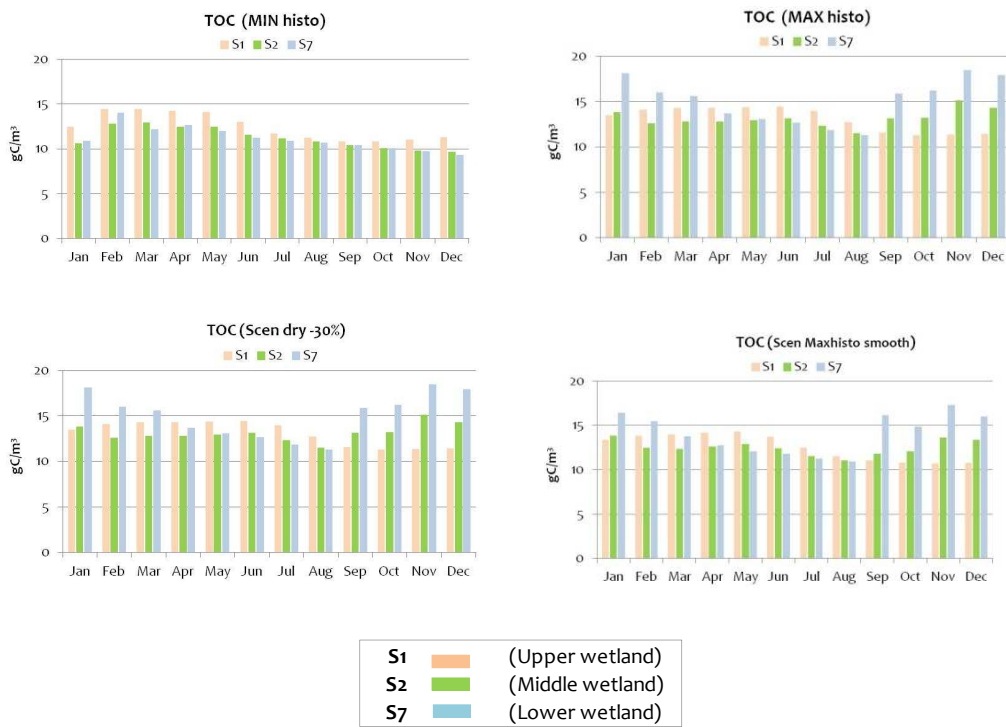 TOC (MIN histo)
S1 S2 S7
gC/m³
20
15
10
5
0
Jan Feb Mar Apr May Jun Jul Aug Sep Oct Nov Dec
TOC (MAX histo)
S1 S2 S7
gC/m³
20
15
10
5
0
Jan Feb Mar Apr May Jun Jul Aug Sep Oct Nov Dec
TOC (Scen dry -30%)
S1 S2 S7
gC/m³
20
15
10
5
0
Jan Feb Mar Apr May Jun Jul Aug Sep Oct Nov Dec
TOC (Scen Maxhisto smooth)
S1 S2 S7
gC/m³
20
15
10
5
0
Jan Feb Mar Apr May Jun Jul Aug Sep Oct Nov Dec
S1 (Upper wetland)
S2 (Middle wetland)
S7 (Lower wetland)